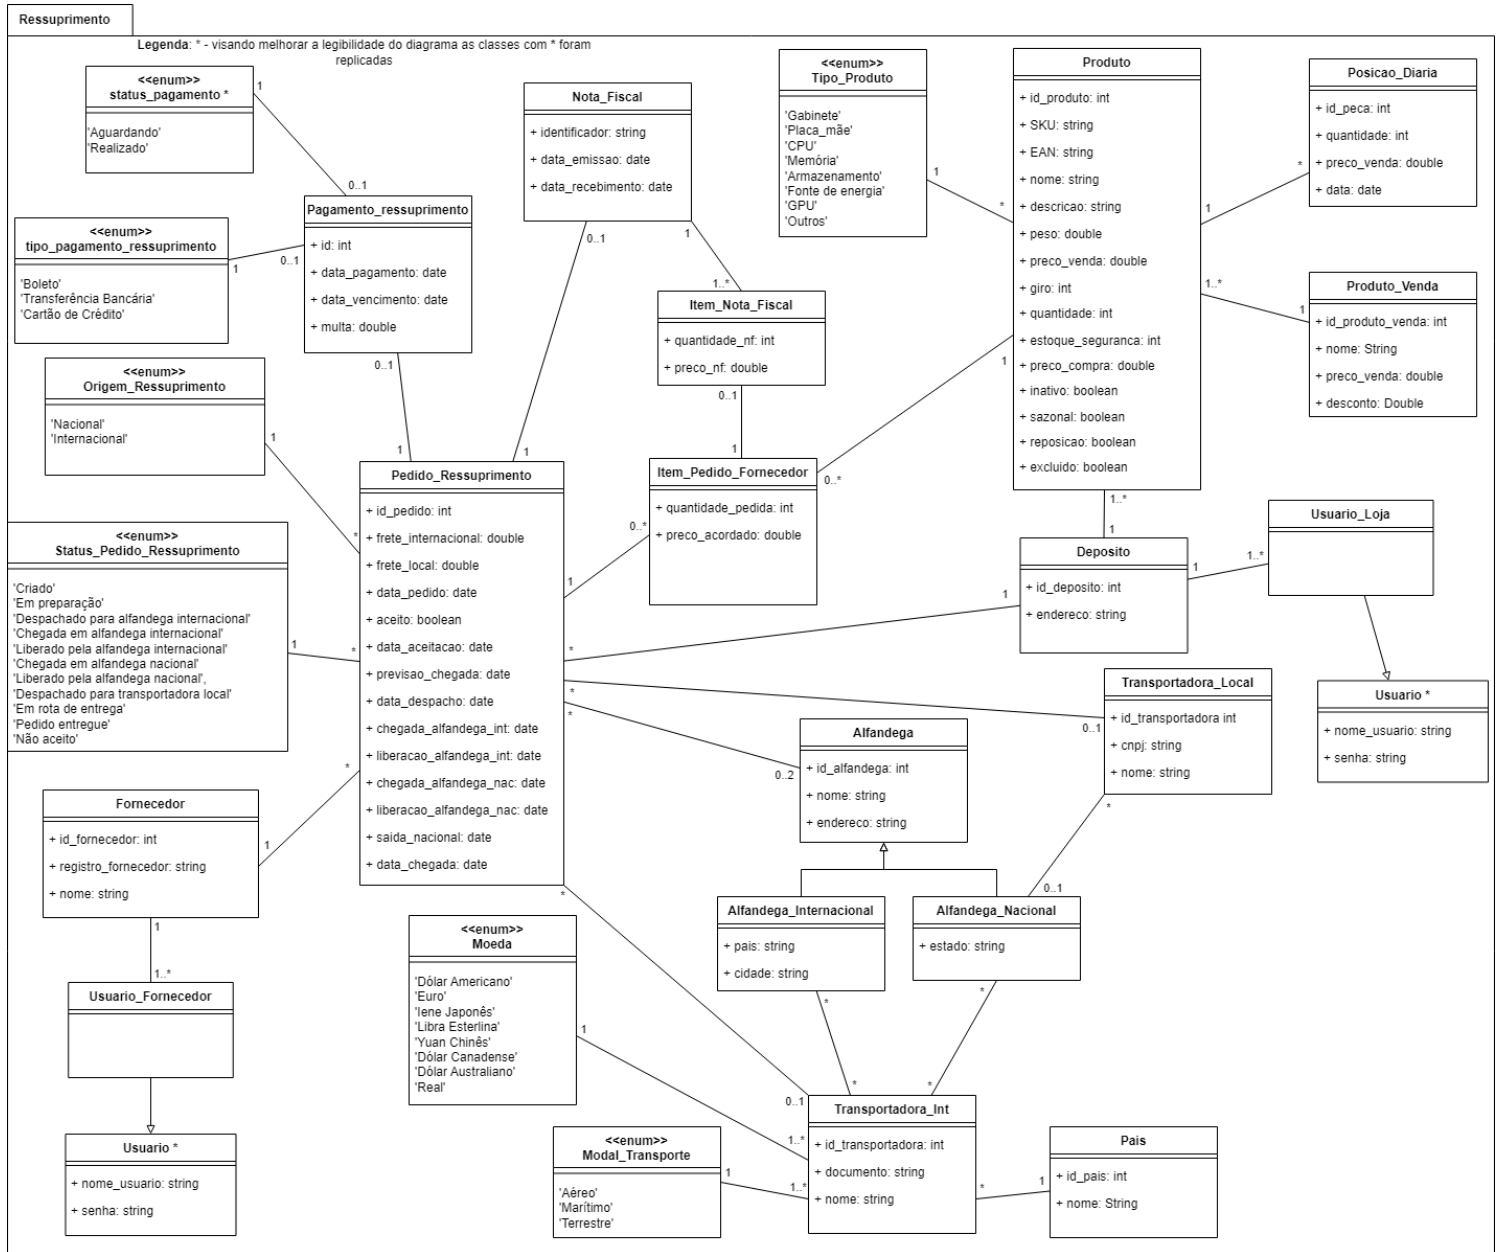 Ressuprimento
Legenda: * - visando melhorar a legibilidade do diagrama as classes com * foram
replicadas
<<enum>>
status_pagamento *
'Aguardando'
'Realizado'
1
0..1
<<enum>>
tipo_pagamento_ressuprimento
'Boleto'
'Transferência Bancária'
'Cartão de Crédito'
1
0..1
Pagamento_ressuprimento
+ id: int
+ data_pagamento: date
+ data_vencimento: date
+ multa: double
0..1
1
Nota_Fiscal
+ identificador: string
+ data_emissao: date
+ data_recebimento: date
0..1
1
1
1..*
Item_Nota_Fiscal
+ quantidade_nf: int
+ preco_nf: double
0..1
1
<<enum>>
Tipo_Produto
'Gabinete'
'Placa_mãe'
'CPU'
'Memória'
'Armazenamento'
'Fonte de energia'
'GPU'
'Outros'
1
*
Produto
+ id_produto: int
+ SKU: string
+ EAN: string
+ nome: string
+ descricao: string
+ peso: double
+ preco_venda: double
+ giro: int
+ quantidade: int
+ estoque_seguranca: int
+ preco_compra: double
+ inativo: boolean
+ sazonal: boolean
+ reposicao: boolean
+ excluido: boolean
1
*
Posicao_Diaria
+ id_peca: int
+ quantidade: int
+ preco_venda: double
+ data: date
1..*
1
Produto_Venda
+ id_produto_venda: int
+ nome: String
+ preco_venda: double
+ desconto: Double
1
0..*
1..*
1
<<enum>>
Origem_Ressuprimento
'Nacional'
'Internacional'
1
*
Pedido_Ressuprimento
+ id_pedido: int
+ frete_internacional: double
+ frete_local: double
+ data_pedido: date
+ aceito: boolean
+ data_aceitacao: date
+ previsao_chegada: date
+ data_despacho: date
+ chegada_alfandega_int: date
+ liberacao_alfandega_int: date
+ chegada_alfandega_nac: date
+ liberacao_alfandega_nac: date
+ saida_nacional: date
+ data_chegada: date
Item_Pedido_Fornecedor
+ quantidade_pedida: int
+ preco_acordado: double
0..*
1
Deposito
+ id_deposito: int
+ endereco: string
1
*
1
1..*
Usuario_Loja
<<enum>>
Status_Pedido_Ressuprimento
'Criado'
'Em preparação'
'Despachado para alfandega internacional'
'Chegada em alfandega internacional'
'Liberado pela alfandega internacional'
'Chegada em alfandega nacional'
'Liberado pela alfandega nacional',
'Despachado para transportadora local'
'Em rota de entrega'
'Pedido entregue'
'Não aceito'
1
*
Transportadora_Local
+ id_transportadora int
+ cnpj: string
+ nome: string
*
0..1
*
0..1
Usuario *
+ nome_usuario: string
+ senha: string
Alfandega
+ id_alfandega: int
+ nome: string
+ endereco: string
*
0..2
Fornecedor
+ id_fornecedor: int
+ registro_fornecedor: string
+ nome: string
1
*
1
1..*
Usuario_Fornecedor
Usuario *
+ nome_usuario: string
+ senha: string
Alfandega_Internacional
+ pais: string
+ cidade: string
*
*
Alfandega_Nacional
+ estado: string
*
*
<<enum>>
Moeda
'Dólar Americano'
'Euro'
'Iene Japonês'
'Libra Esterlina'
'Yuan Chinês'
'Dólar Canadense'
'Dólar Australiano'
'Real'
1
1..*
*
0..1
Transportadora_Int
+ id_transportadora: int
+ documento: string
+ nome: string
<<enum>>
Modal_Transporte
'Aéreo'
'Marítimo'
'Terrestre'
1
1..*
*
1
Pais
+ id_pais: int
+ nome: String